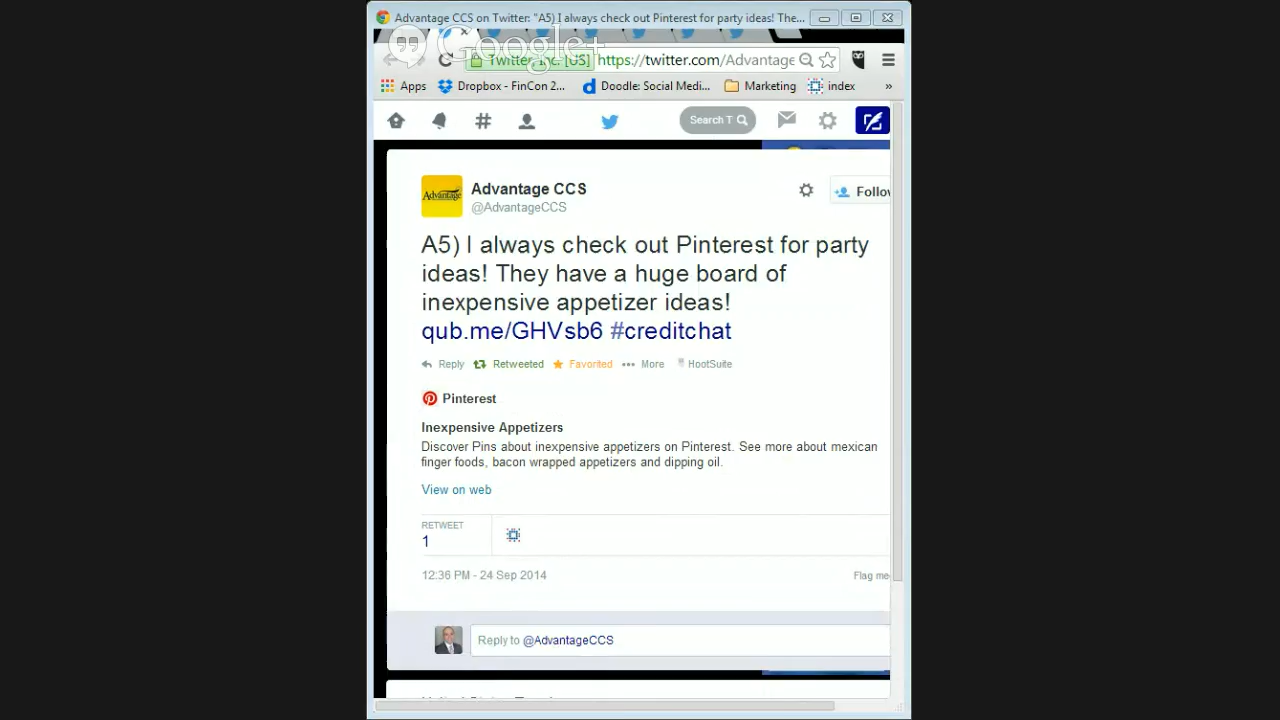 Advantage CCS on Twitter: "A5) I always check out Pinterest for party ideas! The...
Google+
Twitter, Inc. [US] https://twitter.com/Advantage
Apps Dropbox - FinCon 2... Doodle: Social Medi... Marketing index »
Search T
Advantage
Advantage CCS
@AdvantageCCS
Follow
A5) I always check out Pinterest for party
ideas! They have a huge board of
inexpensive appetizer ideas!
qub.me/GHVsb6 #creditchat
Reply Retweeted Favorited More HootSuite
Pinterest
Inexpensive Appetizers
Discover Pins about inexpensive appetizers on Pinterest. See more about mexican
finger foods, bacon wrapped appetizers and dipping oil.
View on web
RETWEET
1
12:36 PM - 24 Sep 2014
Flag me
Reply to @AdvantageCCS